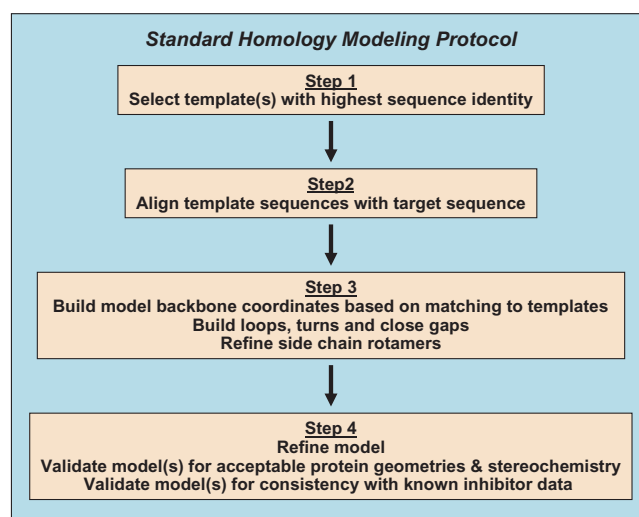 Standard Homology Modeling Protocol
Step 1
Select template(s) with highest sequence identity
Step2
Align template sequences with target sequence
Step 3
Build model backbone coordinates based on matching to templates
Build loops, turns and close gaps
Refine side chain rotamers
Step 4
Refine model
Validate model(s) for acceptable protein geometries & stereochemistry
Validate model(s) for consistency with known inhibitor data